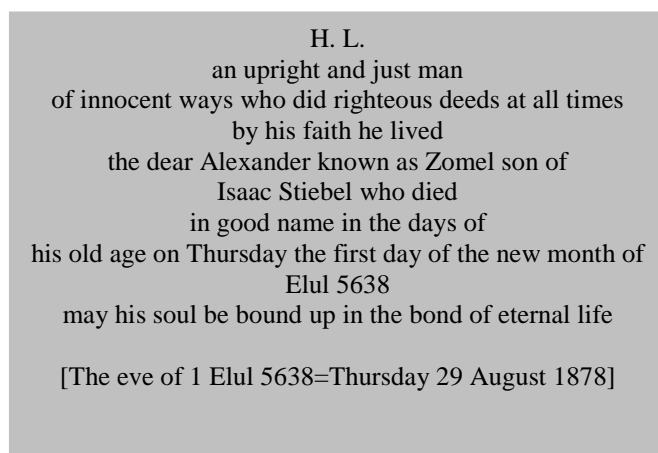 H. L.
an upright and just man
of innocent ways who did righteous deeds at all times
by his faith he lived
the dear Alexander known as Zomel son of
Isaac Stiebel who died
in good name in the days of
his old age on Thursday the first day of the new month of
Elul 5638
may his soul be bound up in the bond of eternal life
[The eve of 1 Elul 5638=Thursday 29 August 1878]